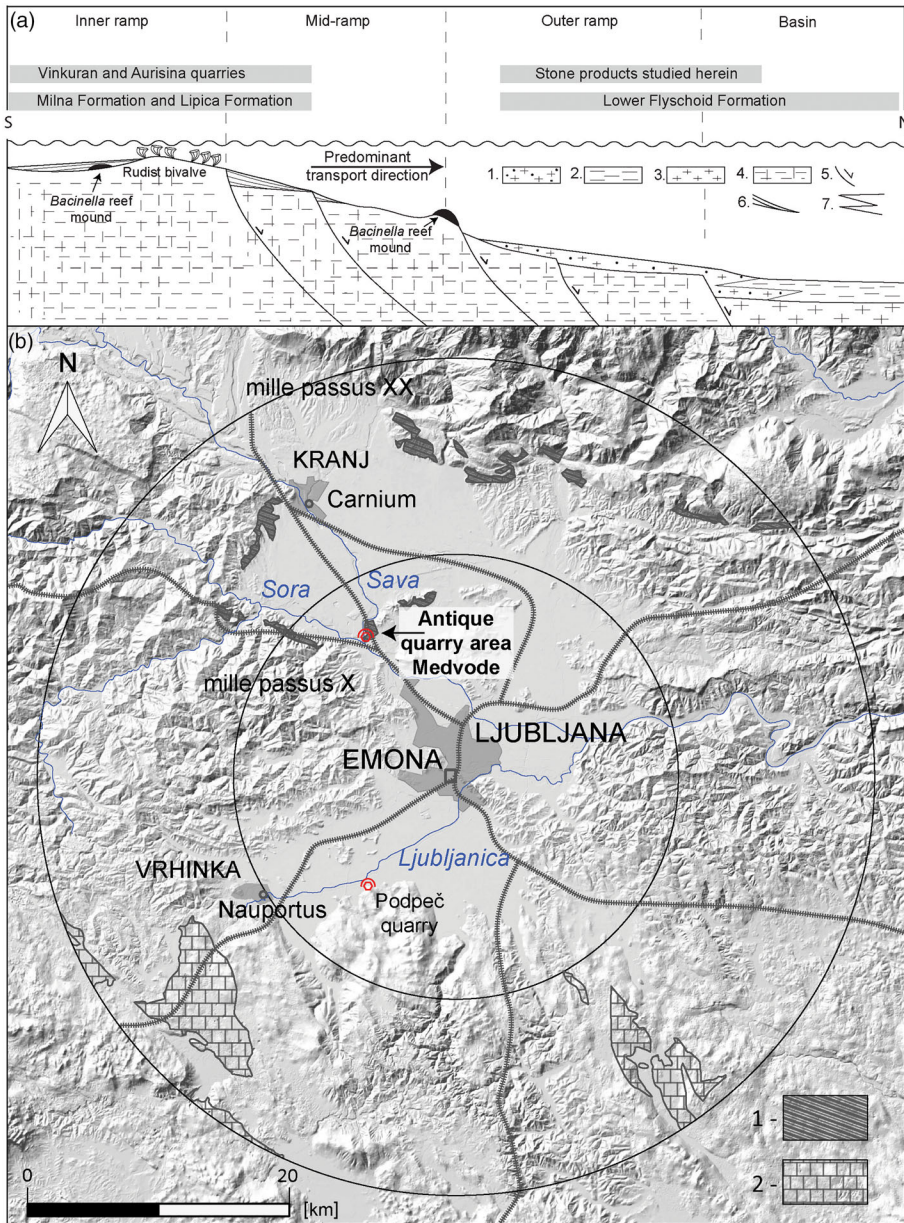 (a)
Inner ramp
Mid-ramp
Outer ramp
Basin
Vinkuran and Aurisina quarries
Stone products studied herein
Milna Formation and Lipica Formation
Lower Flyschoid Formation
S
N
Rudist bivalve
Predominant
transport direction
Bacinella reef
mound
Bacinella reef
mound
1.
2.
3.
4.
5.
6.
7.
(b)
N
mille passus XX
KRANJ
Carnium
Sora
Sava
Antique
quarry area
Medvode
mille passus X
LJUBLJANA
EMONA
Ljubljanica
VRHINKA
Nauportus
Podpeč
quarry
1 -
2 -
0
20
[km]